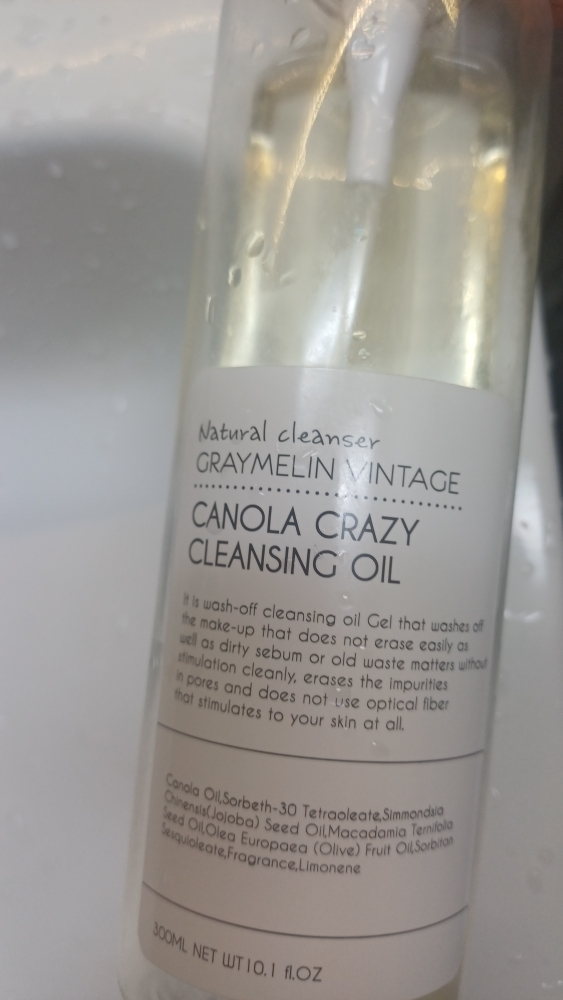 Natural cleanser
GRAYMELIN VINTAGE
CANOLA CRAZY
CLEANSING OIL
It is wash-off cleansing oil Gel that washes off
the make-up that does not erase easily as
well as dirty sebum or old waste matters without
stimulation cleanly, erases the impurities
in pores and does not use optical fiber
that stimulates to your skin at all.
Canola Oil,Sorbeth-30 Tetraoleate,Simmondsia
Chinensis(Jojoba) Seed Oil,Macadamia Ternifolia
Seed Oil,Olea Europaea (Olive) Fruit Oil,Sorbitan
Sesquioleate,Fragrance,Limonene
300ML NET WT10.1 fl.OZ